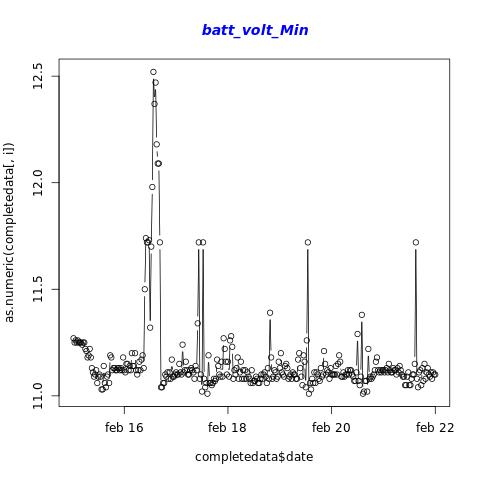 batt_volt_Min
as.numeric(completedata[, i])
12.5
12.0
11.5
11.0
feb 16
feb 18
feb 20
feb 22
completedata$date